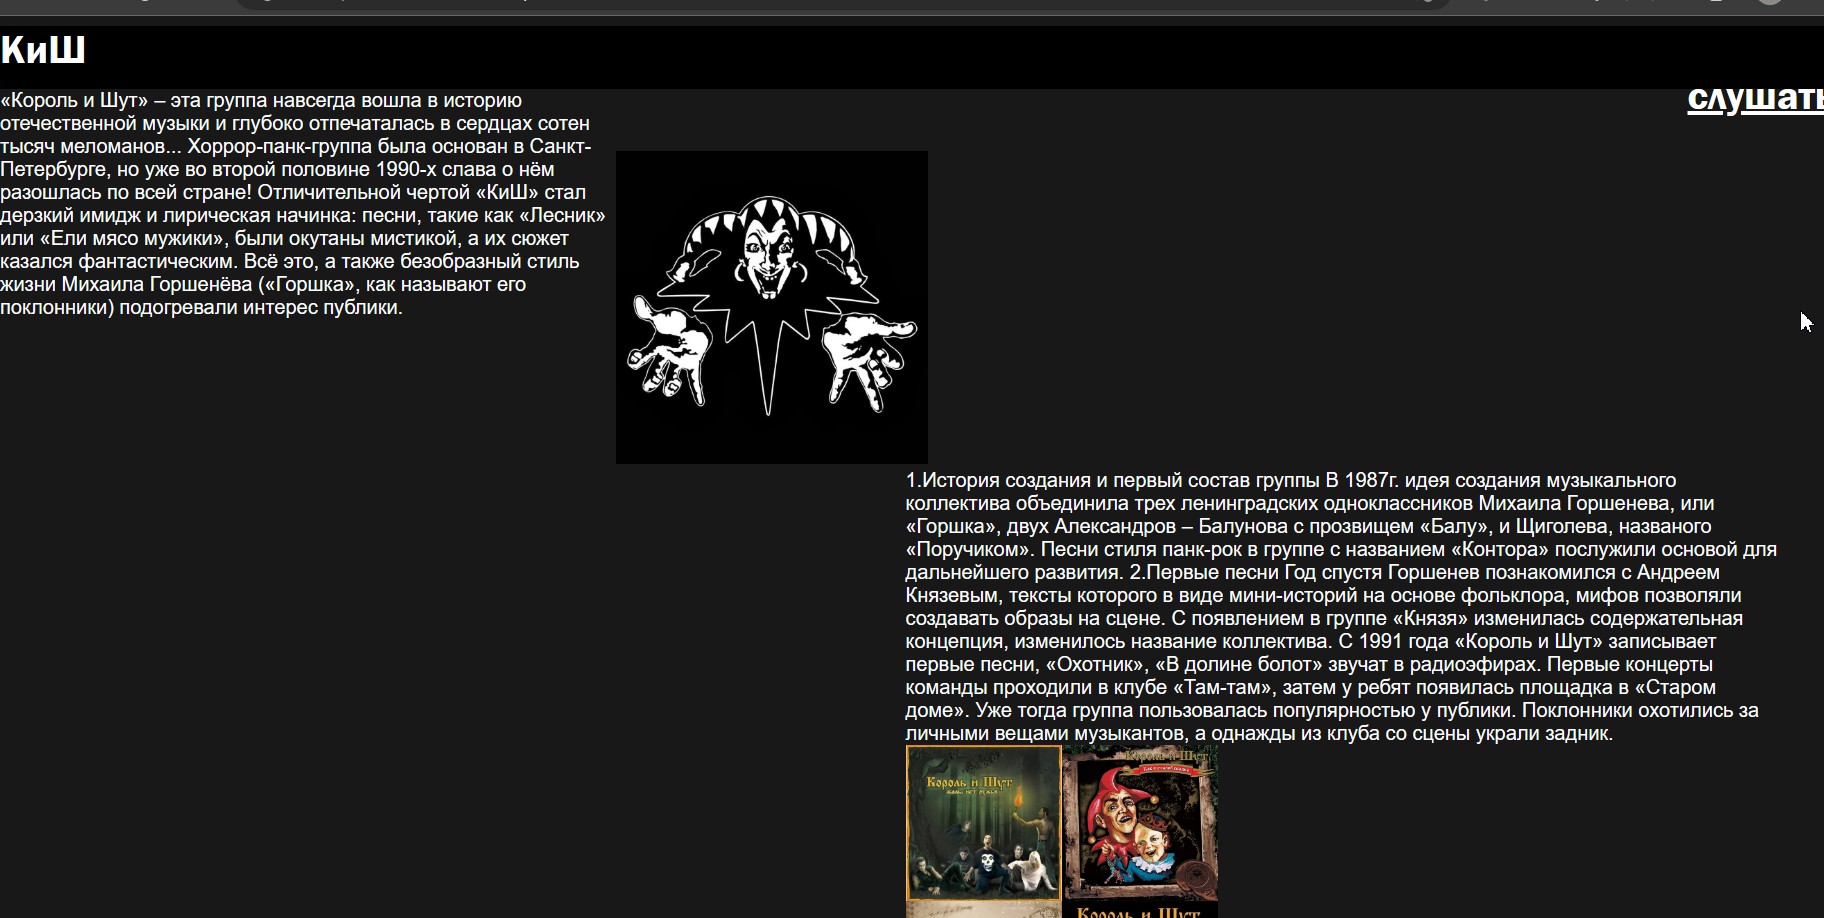 КиШ
слушать
«Король и Шут» – эта группа навсегда вошла в историю
отечественной музыки и глубоко отпечаталась в сердцах сотен
тысяч меломанов... Хоррор-панк-группа была основан в Санкт-
Петербурге, но уже во второй половине 1990-х слава о нём
разошлась по всей стране! Отличительной чертой «КиШ» стал
дерзкий имидж и лирическая начинка: песни, такие как «Лесник»
или «Ели мясо мужики», были окутаны мистикой, а их сюжет
казался фантастическим. Всё это, а также безобразный стиль
жизни Михаила Горшенёва («Горшка», как называют его
поклонники) подогревали интерес публики.
1.История создания и первый состав группы В 1987г. идея создания музыкального
коллектива объединила трех ленинградских одноклассников Михаила Горшенева, или
«Горшка», двух Александров – Балунова с прозвищем «Балу», и Щиголева, названого
«Поручиком». Песни стиля панк-рок в группе с названием «Контора» послужили основой для
дальнейшего развития. 2.Первые песни Год спустя Горшенев познакомился с Андреем
Князевым, тексты которого в виде мини-историй на основе фольклора, мифов позволяли
создавать образы на сцене. С появлением в группе «Князя» изменилась содержательная
концепция, изменилось название коллектива. С 1991 года «Король и Шут» записывает
первые песни, «Охотник», «В долине болот» звучат в радиоэфирах. Первые концерты
команды проходили в клубе «Там-там», затем у ребят появилась площадка в «Старом
доме». Уже тогда группа пользовалась популярностью у публики. Поклонники охотились за
личными вещами музыкантов, а однажды из клуба со сцены украли задник.
Король и Шут
Король и Шут
Король и Шут